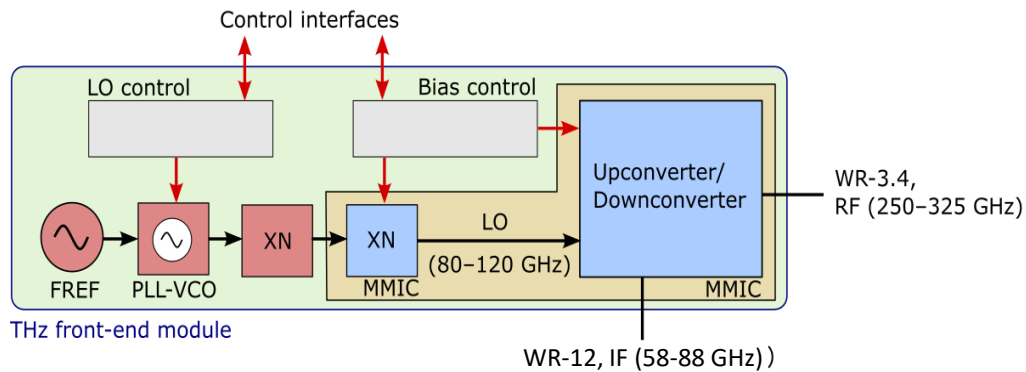 Control interfaces
LO control
Bias control
Upconverter/
Downconverter
WR-3.4,
RF (250–325 GHz)
XN
XN
LO
(80–120 GHz)
FREF
PLL-VCO
MMIC
MMIC
THz front-end module
WR-12, IF (58-88 GHz))